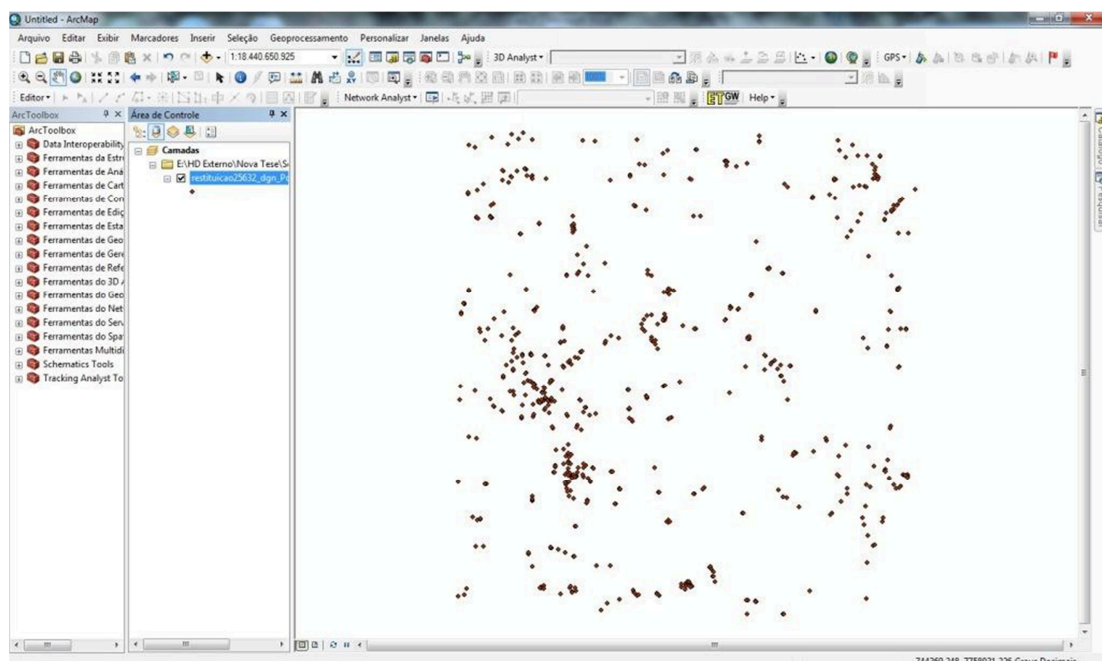 Untitled - ArcMap
Arquivo Editar Exibir Marcadores Inserir Seleção Geoprocessamento Personalizar Janelas Ajuda
1:18.440.650.925
3D Analyst
GPS
Editor
Network Analyst
ET GW Help
ArcToolbox
Área de Controle
ArcToolbox
Data Interoperability
Ferramentas da Estr
Ferramentas de Aná
Ferramentas de Cart
Ferramentas de Con
Ferramentas de Ediç
Ferramentas de Esta
Ferramentas de Geo
Ferramentas de Gere
Ferramentas de Refe
Ferramentas do 3D A
Ferramentas do Geo
Ferramentas do Net
Ferramentas do Serv
Ferramentas do Spa
Ferramentas Multidi
Schematics Tools
Tracking Analyst To
Camadas
E:\HD Externo\Nova Tese\S
restituicao25632_dgn_Po